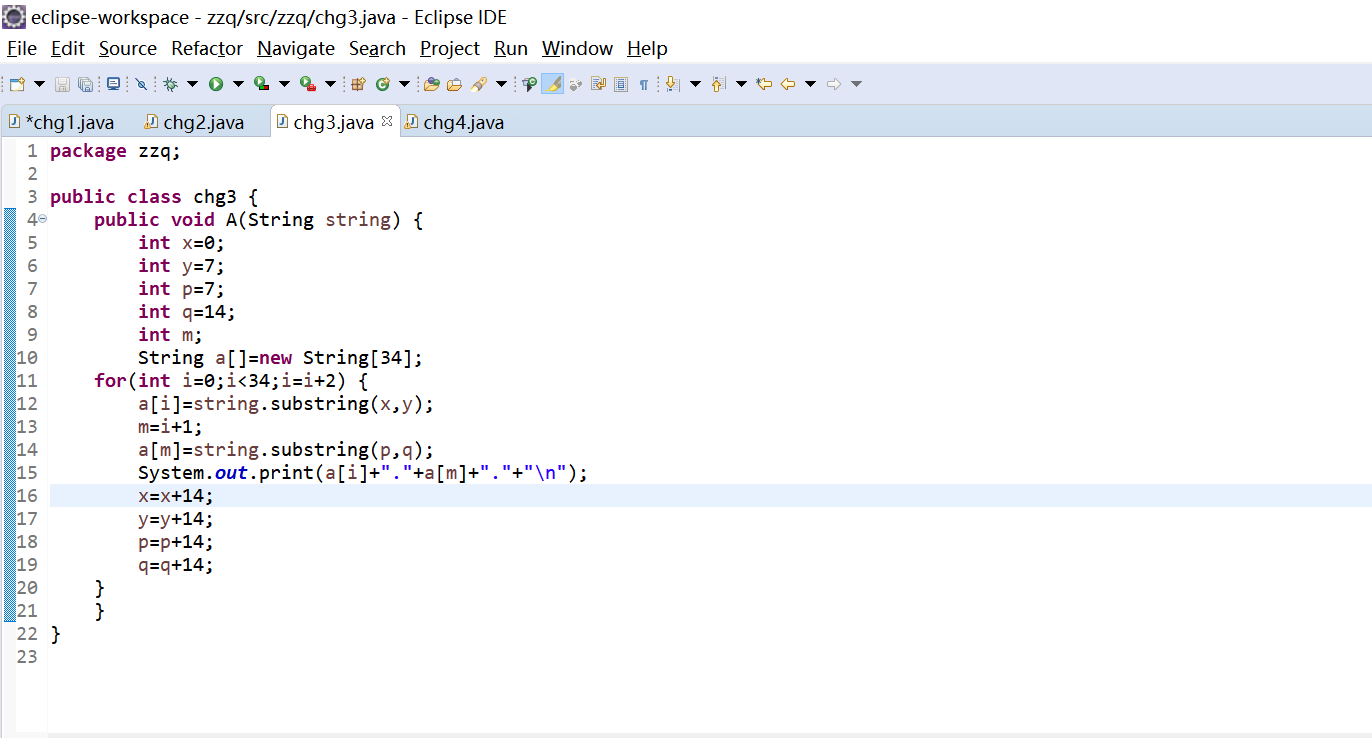 eclipse-workspace - zzq/src/zzq/chg3.java - Eclipse IDE
File Edit Source Refactor Navigate Search Project Run Window Help
*chg1.java chg2.java chg3.java chg4.java
1 package zzq;
2
3 public class chg3 {
4 public void A(String string) {
5 int x=0;
6 int y=7;
7 int p=7;
8 int q=14;
9 int m;
10 String a[]=new String[34];
11 for(int i=0;i<34;i=i+2) {
12 a[i]=string.substring(x,y);
13 m=i+1;
14 a[m]=string.substring(p,q);
15 System.out.print(a[i]+"."+a[m]+"."+"\n");
16 x=x+14;
17 y=y+14;
18 p=p+14;
19 q=q+14;
20 }
21 }
22 }
23